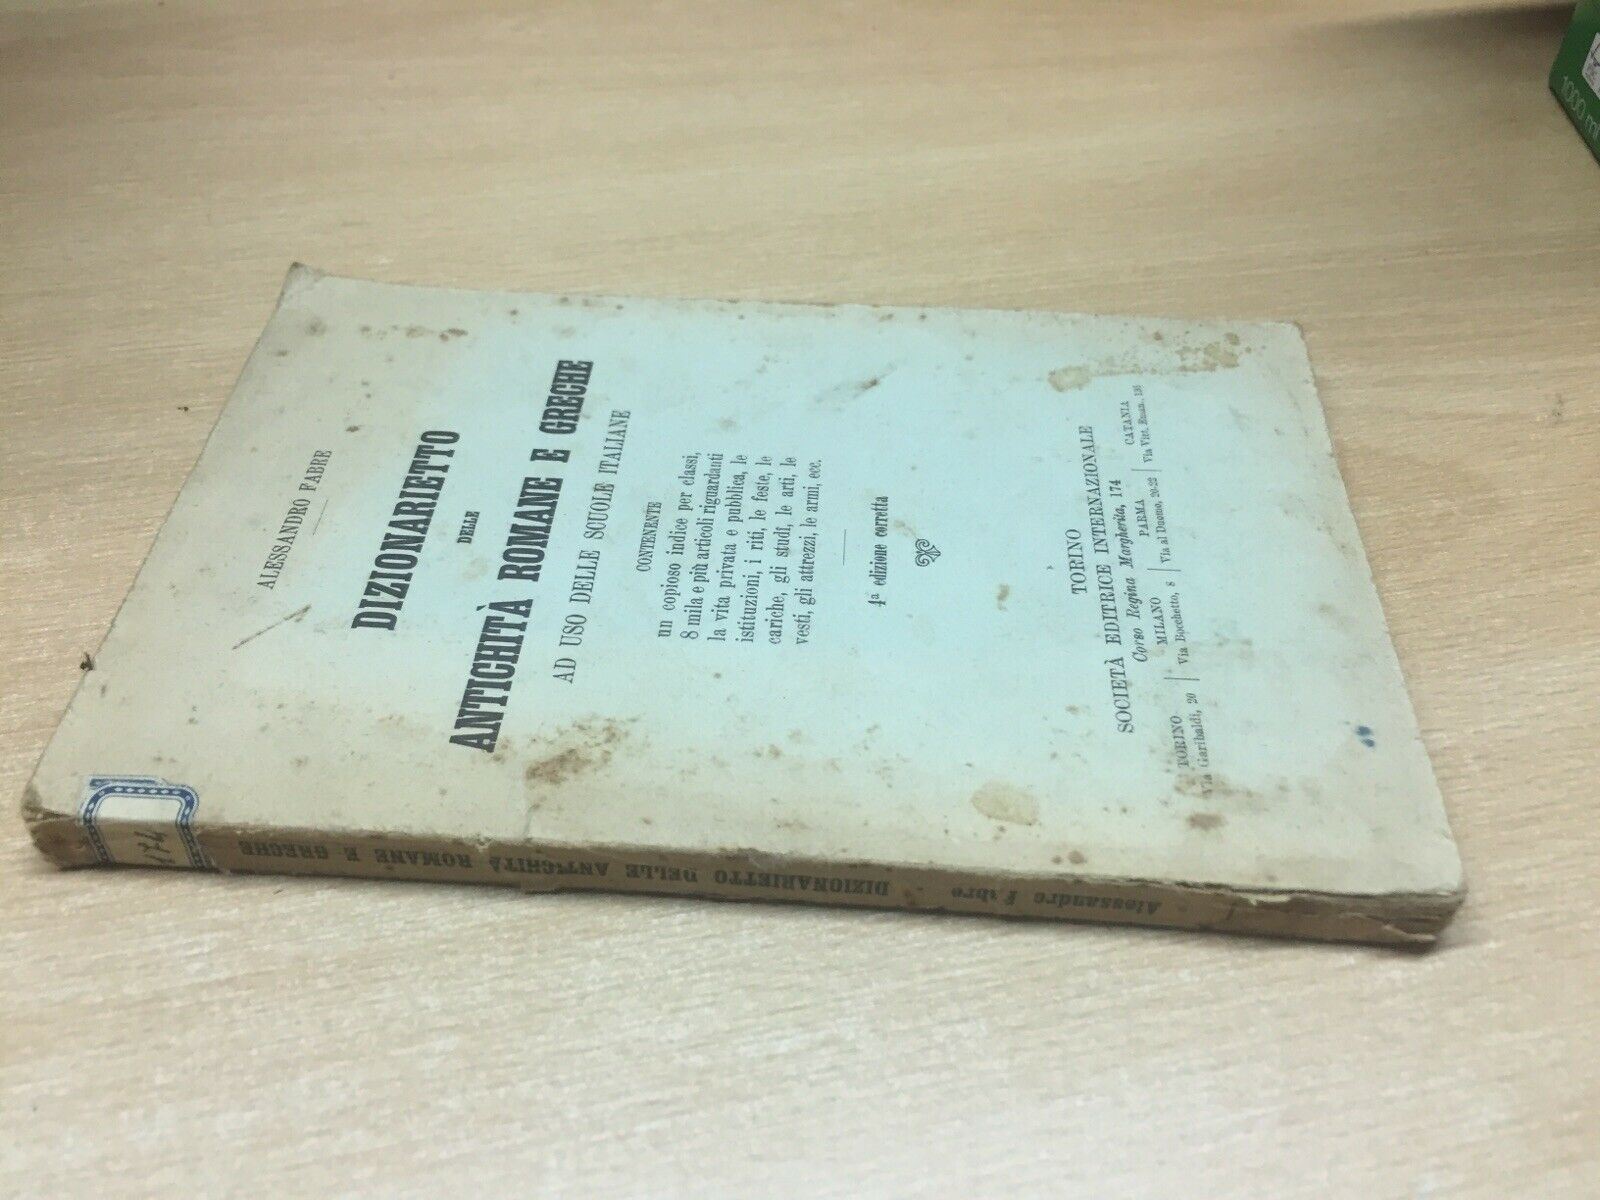 ALESSANDRO FABRE
DIZIONARIETTO
DELLE
ANTICHITÀ ROMANE E GRECHE
AD USO DELLE SCUOLE ITALIANE
CONTENENTE
un copioso indice per classi,
8 mila e più articoli riguardanti
la vita privata e pubblica, le
istituzioni, i riti, le feste, le
cariche, gli studî, le arti, le
vesti, gli attrezzi, le armi, ecc.
4ª edizione corretta
TORINO
SOCIETÀ EDITRICE INTERNAZIONALE
Corso Regina Margherita, 174
TORINO
Via Garibaldi, 20
MILANO
Via Bocchetto, 8
PARMA
Via al Duomo, 20-22
CATANIA
Via Vitt. Eman.
174
Alessandro Fabre - DIZIONARIETTO DELLE ANTICHITÀ ROMANE E GRECHE
1000 ml